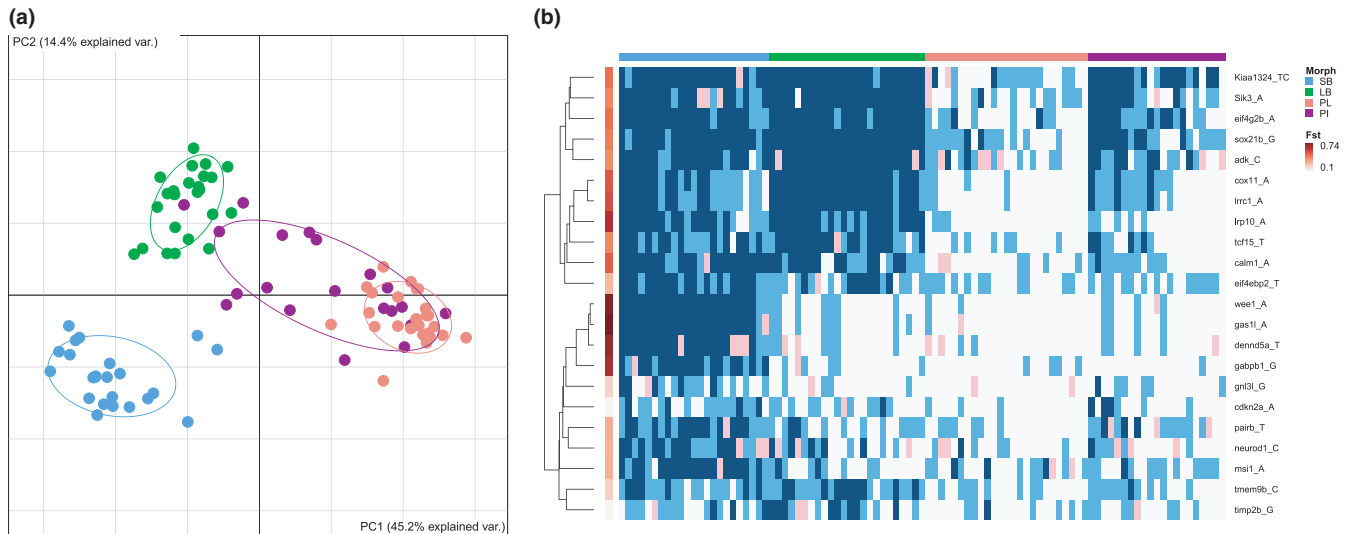 (a)
PC2 (14.4% explained var.)
PC1 (45.2% explained var.)
(b)
Kiaa1324_TC
Sik3_A
eif4g2b_A
sox21b_G
adk_C
cox11_A
lrrc1_A
lrp10_A
tcf15_T
calm1_A
eif4ebp2_T
wee1_A
gas1l_A
dennd5a_T
gabpb1_G
gnl3l_G
cdkn2a_A
pairb_T
neurod1_C
msi1_A
tmem9b_C
timp2b_G
Morph
SB
LB
PL
PI
Fst
0.74
0.1